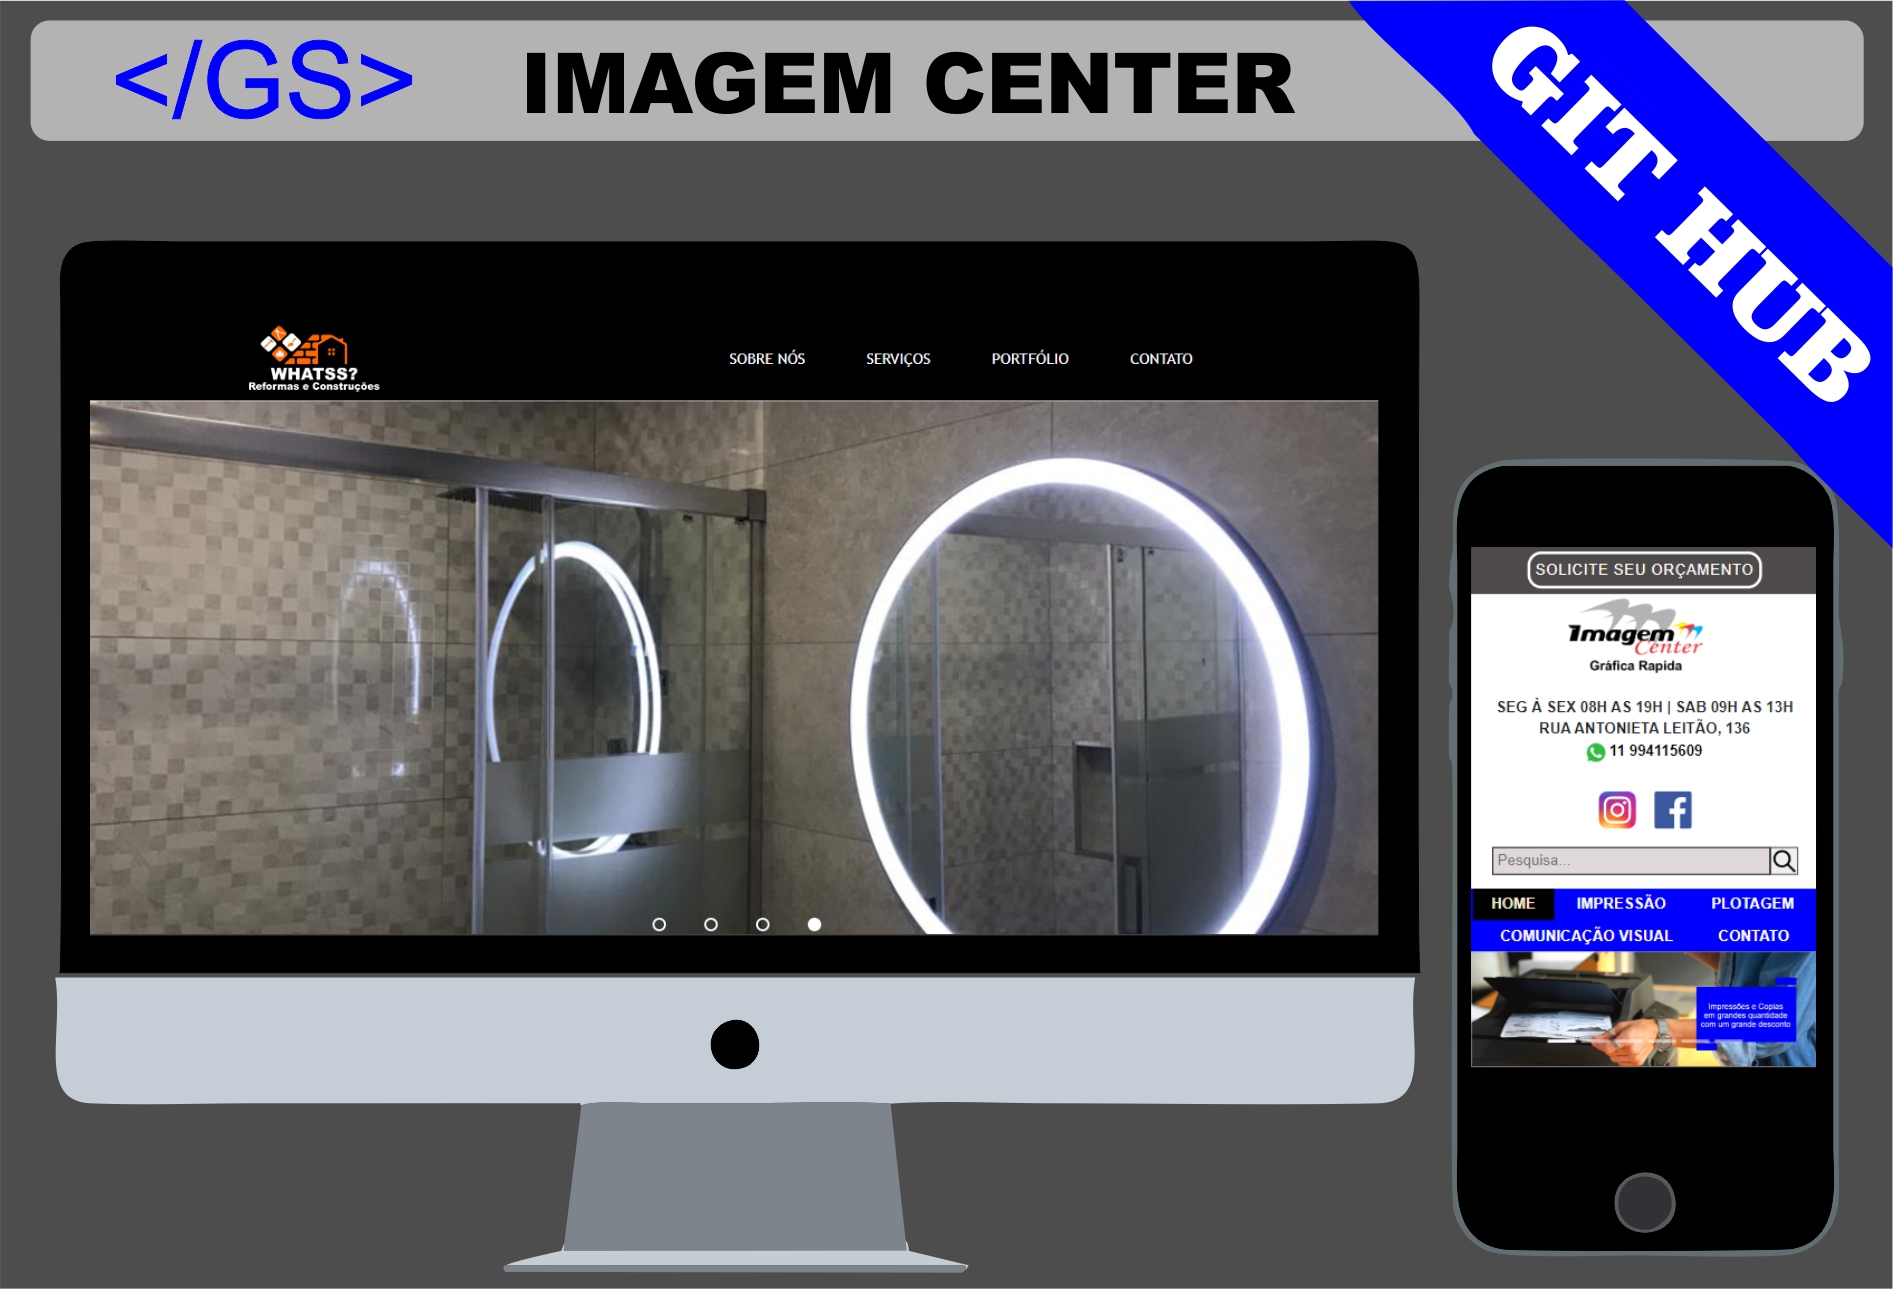 </GS>
IMAGEM CENTER
GIT HUB
WHATSS?
Reformas e Construções
SOBRE NÓS
SERVIÇOS
PORTFÓLIO
CONTATO
SOLICITE SEU ORÇAMENTO
Imagem
Center
Gráfica Rapida
SEG À SEX 08H AS 19H | SAB 09H AS 13H
RUA ANTONIETA LEITÃO, 136
11 994115609
Pesquisa...
HOME
IMPRESSÃO
PLOTAGEM
COMUNICAÇÃO VISUAL
CONTATO
Impressões e Copias
em grandes quantidade
com um grande desconto